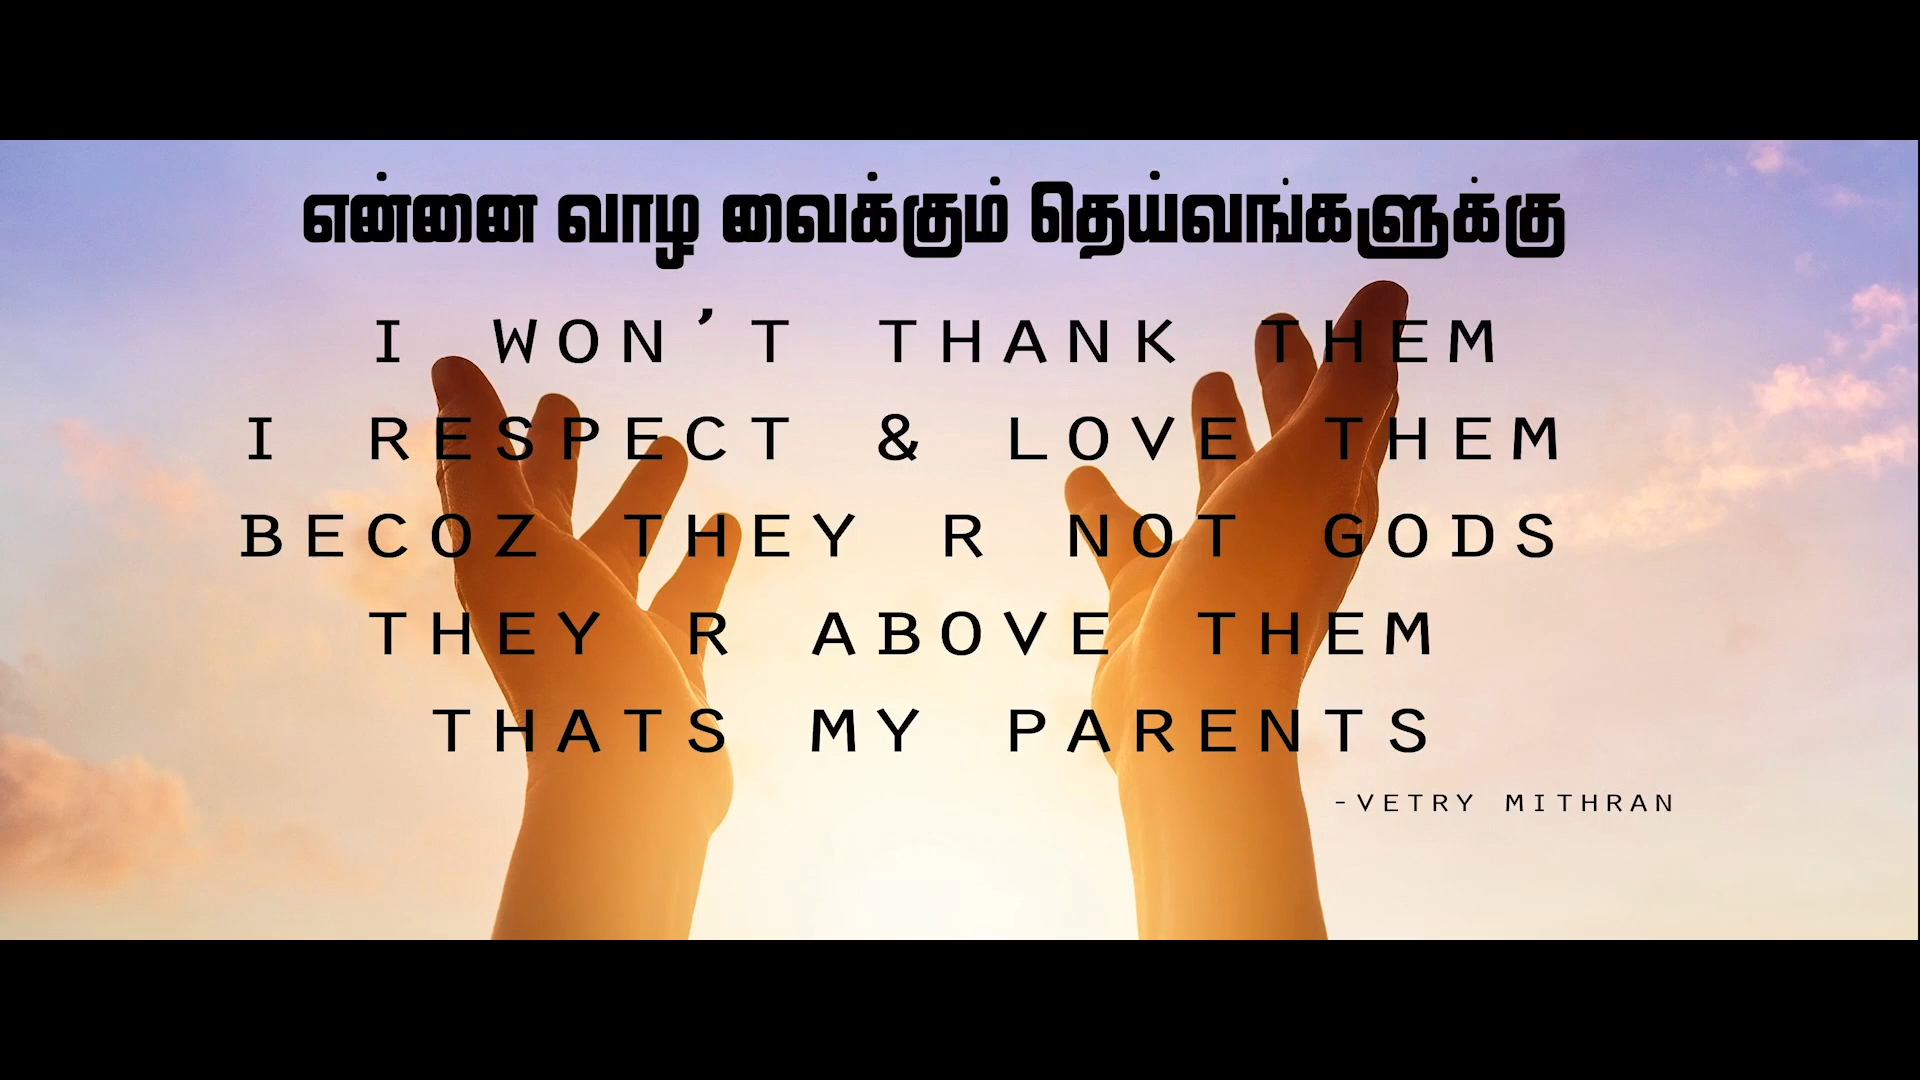 என்னை வாழ வைக்கும் தெய்வங்களுக்கு
I WON'T THANK THEM
I RESPECT & LOVE THEM
BECOZ THEY R NOT GODS
THEY R ABOVE THEM
THATS MY PARENTS
-VETRY MITHRAN